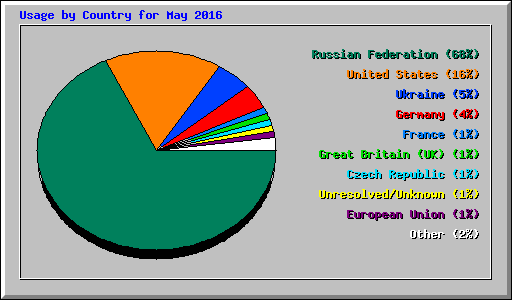 Usage by Country for May 2016
Russian Federation (68%)
United States (16%)
Ukraine (5%)
Germany (4%)
France (1%)
Great Britain (UK) (1%)
Czech Republic (1%)
Unresolved/Unknown (1%)
European Union (1%)
Other (2%)